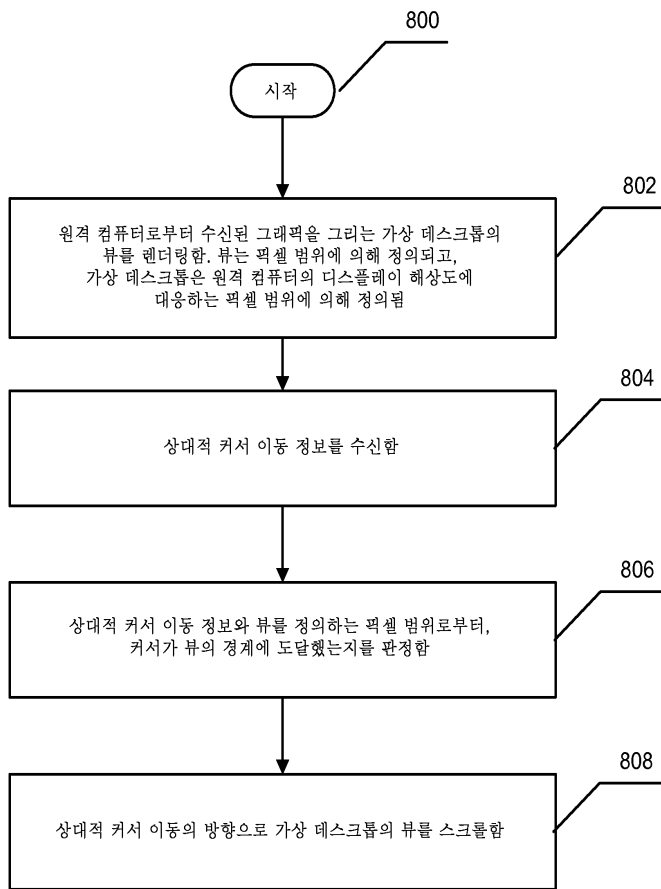 800
시작
802
원격 컴퓨터로부터 수신된 그래픽을 그리는 가상 데스크톱의
뷰를 렌더링함. 뷰는 픽셀 범위에 의해 정의되고,
가상 데스크톱은 원격 컴퓨터의 디스플레이 해상도에
대응하는 픽셀 범위에 의해 정의됨
804
상대적 커서 이동 정보를 수신함
806
상대적 커서 이동 정보와 뷰를 정의하는 픽셀 범위로부터,
커서가 뷰의 경계에 도달했는지를 판정함
808
상대적 커서 이동의 방향으로 가상 데스크톱의 뷰를 스크롤함